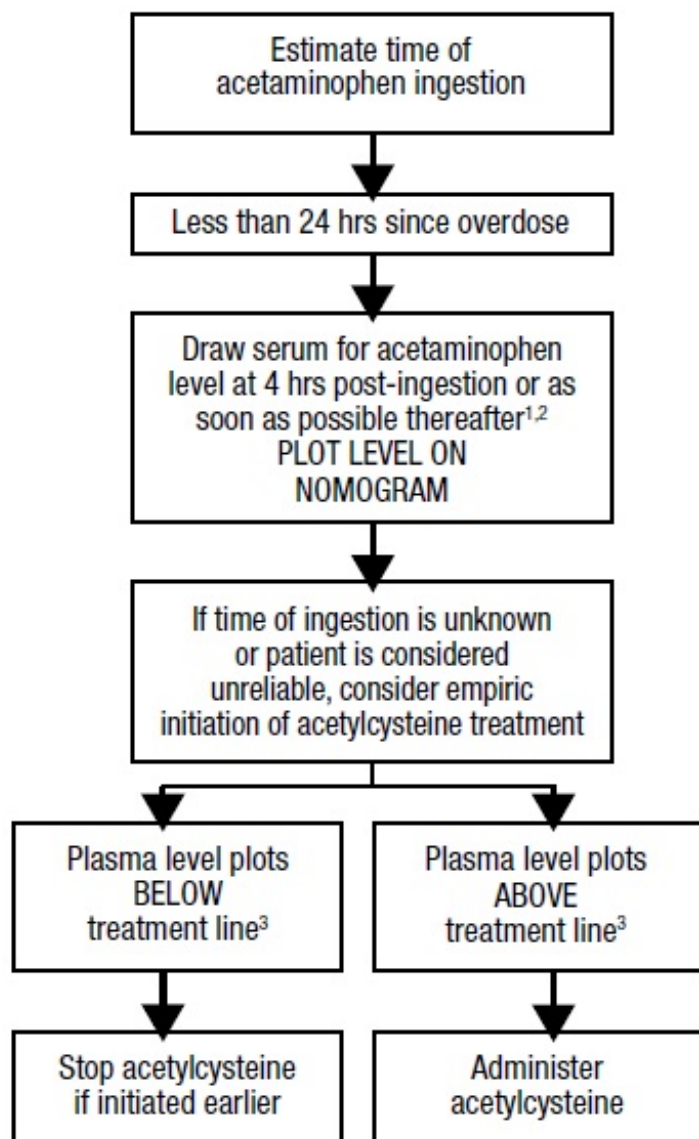 Estimate time of
acetaminophen ingestion
Less than 24 hrs since overdose
Draw serum for acetaminophen
level at 4 hrs post-ingestion or as
soon as possible thereafter¹,²
PLOT LEVEL ON
NOMOGRAM
If time of ingestion is unknown
or patient is considered
unreliable, consider empiric
initiation of acetylcysteine treatment
Plasma level plots
BELOW
treatment line³
Plasma level plots
ABOVE
treatment line³
Stop acetylcysteine
if initiated earlier
Administer
acetylcysteine